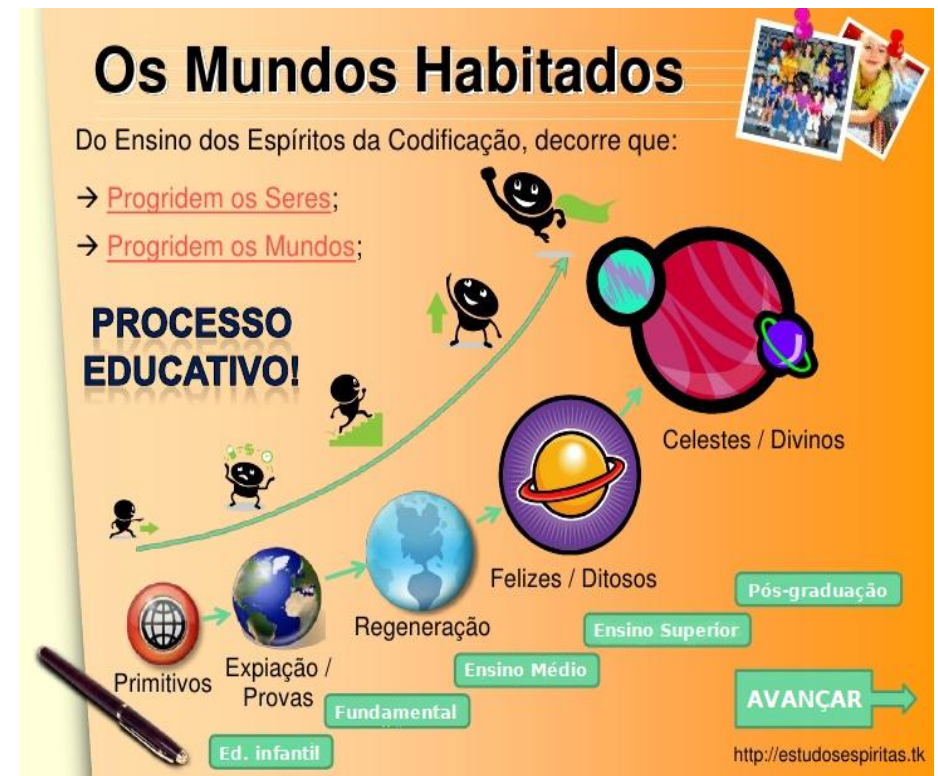 Os Mundos Habitados
Do Ensino dos Espíritos da Codificação, decorre que:
→ Progridem os Seres;
→ Progridem os Mundos;
PROCESSO
EDUCATIVO!
Celestes / Divinos
Felizes / Ditosos
Regeneração
Expiação /
Provas
Primitivos
Pós-graduação
Ensino Superior
Ensino Médio
Fundamental
Ed. infantil
AVANÇAR
http://estudosespiritas.tk